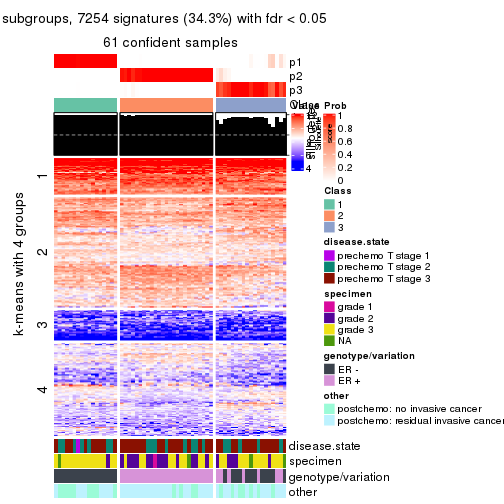 subgroups, 7254 signatures (34.3%) with fdr < 0.05
61 confident samples
p1
p2
p3
Class
Value
Prob
1
0.8
0.6
0.4
0.2
0
4
k-means with 4 groups
1
2
3
4
Class
1
2
3
disease.state
prechemo T stage 1
prechemo T stage 2
prechemo T stage 3
specimen
grade 1
grade 2
grade 3
NA
genotype/variation
ER -
ER +
other
postchemo: no invasive cancer
postchemo: residual invasive cancer
disease.state
specimen
genotype/variation
other